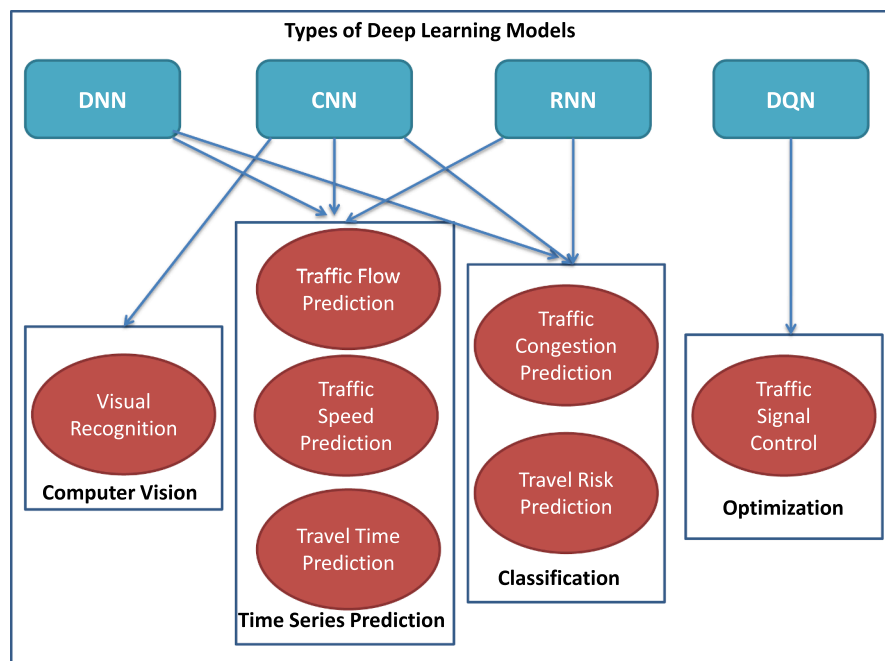 Types of Deep Learning Models
DNN
CNN
RNN
DQN
Visual
Recognition
Computer Vision
Traffic Flow
Prediction
Traffic
Speed
Prediction
Travel Time
Prediction
Time Series Prediction
Traffic
Congestion
Prediction
Travel Risk
Prediction
Classification
Traffic
Signal
Control
Optimization